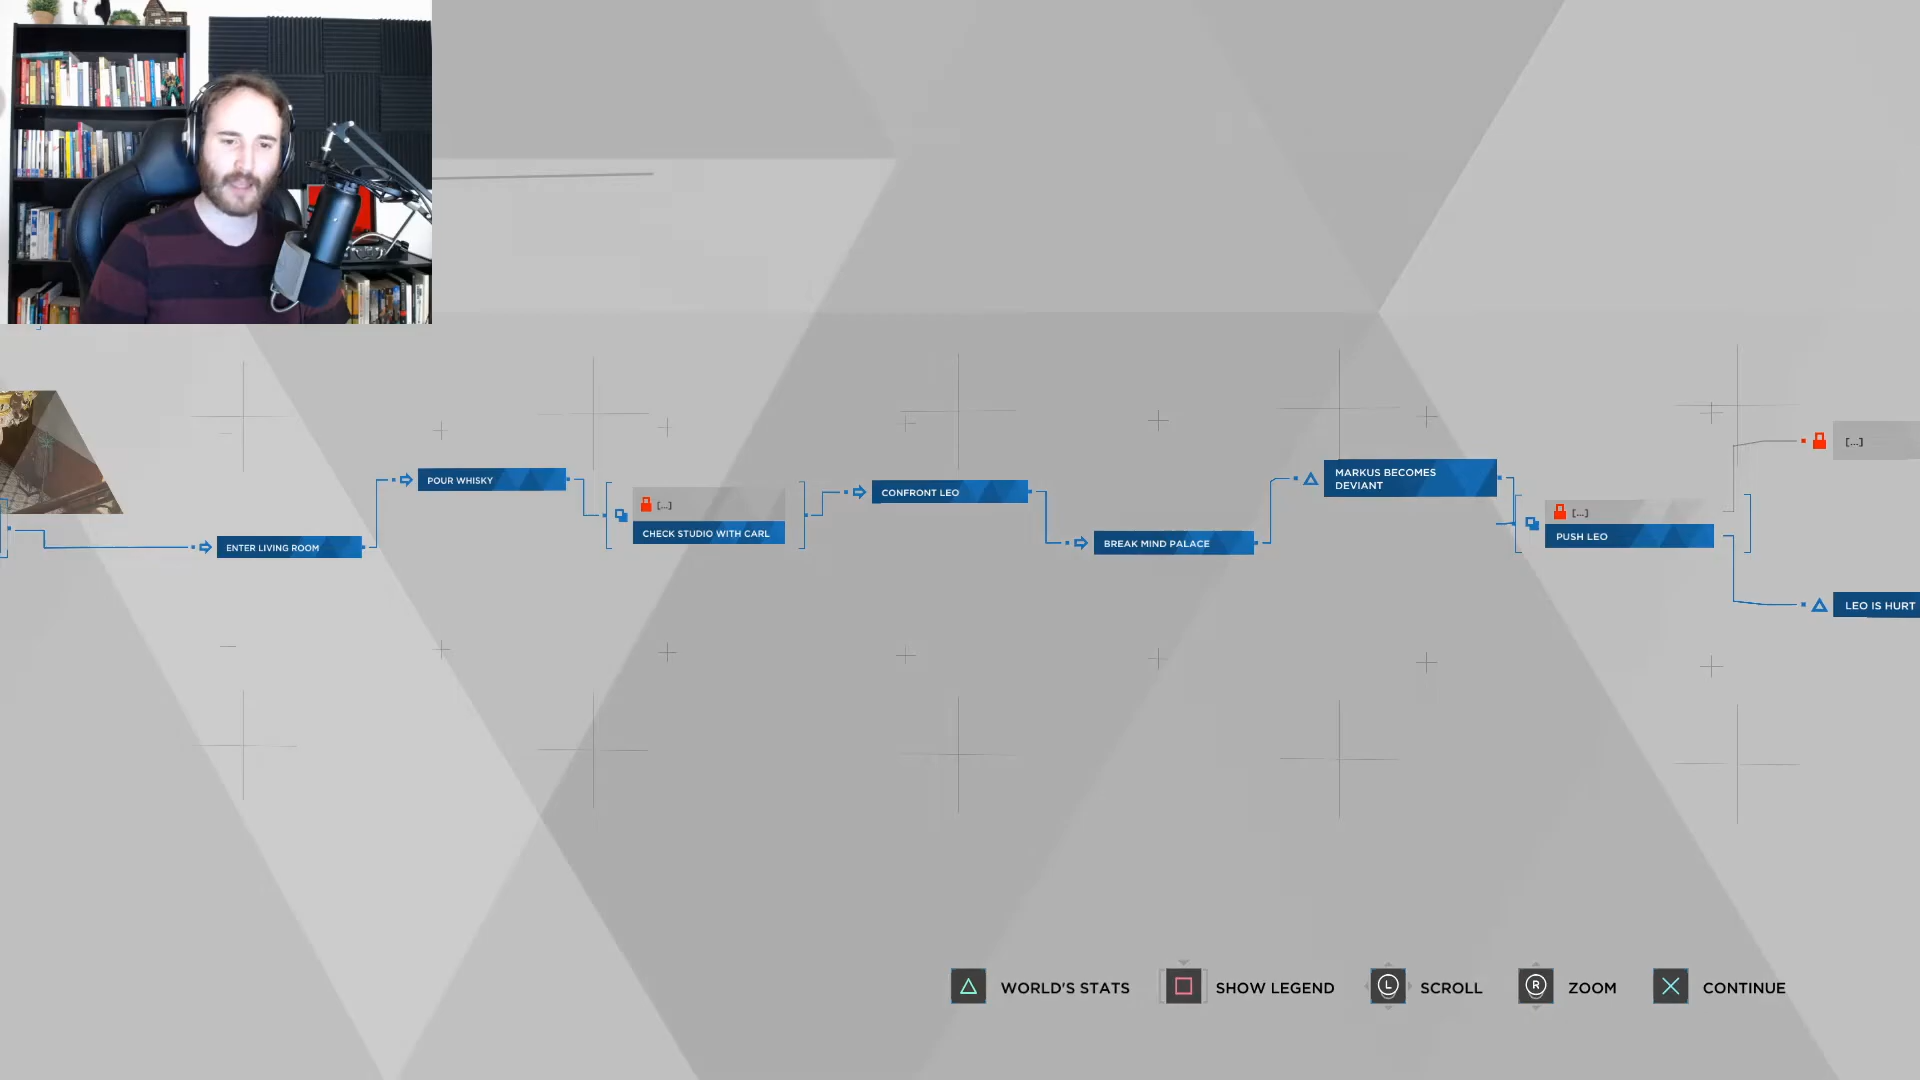 POUR WHISKY
[...]
CHECK STUDIO WITH CARL
ENTER LIVING ROOM
CONFRONT LEO
BREAK MIND PALACE
MARKUS BECOMES
DEVIANT
[...]
PUSH LEO
[...]
LEO IS HURT
WORLD'S STATS
SHOW LEGEND
L
SCROLL
R
ZOOM
CONTINUE